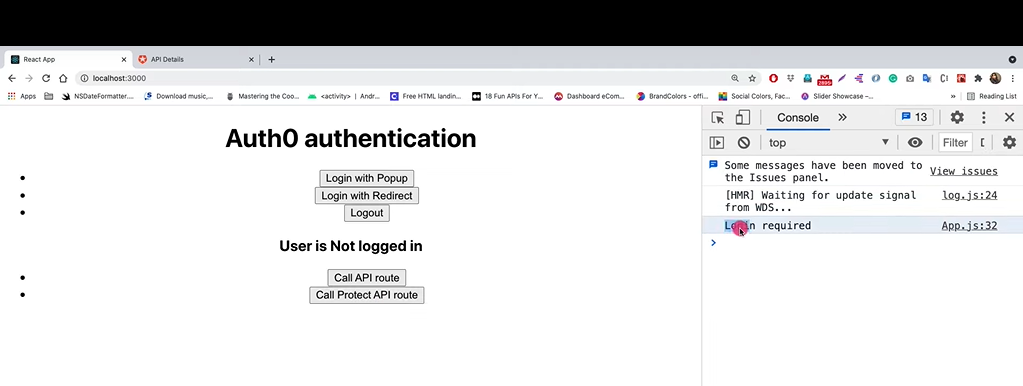 React App
API Details
localhost:3000
Apps
NSDateFormatter....
Download music,...
Mastering the Coo...
<activity> | Andr...
Free HTML landin...
18 Fun APIs For Y...
Dashboard eCom...
BrandColors - offi...
Social Colors, Fac...
Slider Showcase –...
»
Reading List
Auth0 authentication
Login with Popup
Login with Redirect
Logout
User is Not logged in
Call API route
Call Protect API route
Console
»
13
top
Filter
Some messages have been moved to View issues
the Issues panel.
[HMR] Waiting for update signal log.js:24
from WDS...
Login required App.js:32